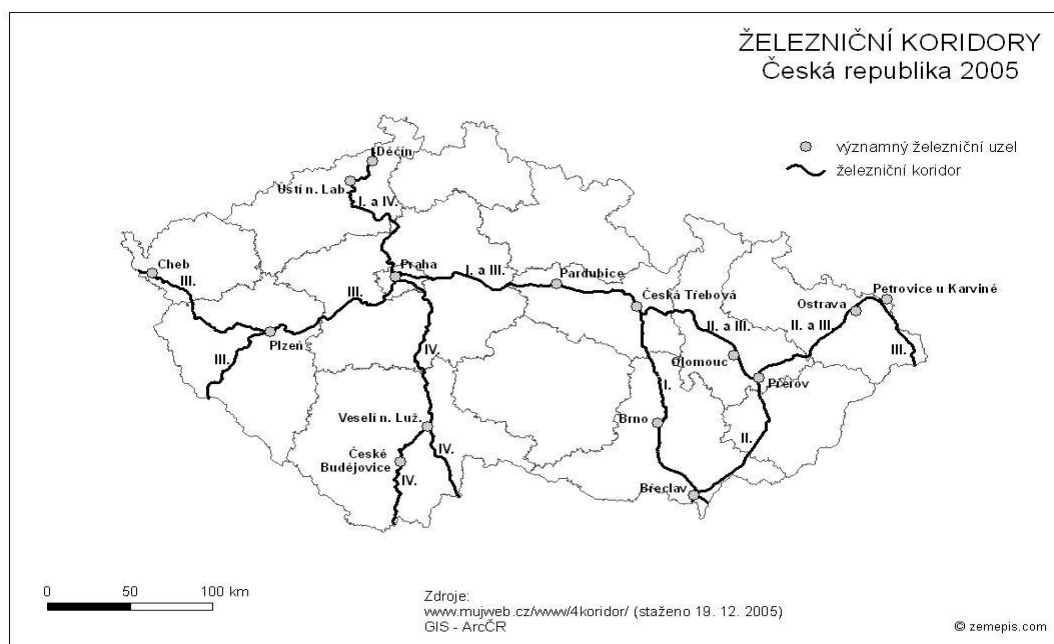 ŽELEZNIČNÍ KORIDORY
Česká republika 2005
významný železniční uzel
železniční koridor
Děčín
Ústí n. Lab.
I. a IV.
Cheb
III.
Praha
I. a III.
Pardubice
Petrovice u Karviné
III.
Česká Třebová
Ostrava
II. a III.
II. a III.
Plzeň
III.
IV.
Olomouc
III.
Přerov
I.
Veselí n. Luž.
Brno
II.
České
Budějovice
IV.
IV.
Břeclav
0 50 100 km
Zdroje:
www.mujweb.cz/www/4koridor/ (staženo 19. 12. 2005)
GIS - ArcČR
© zemepis.com